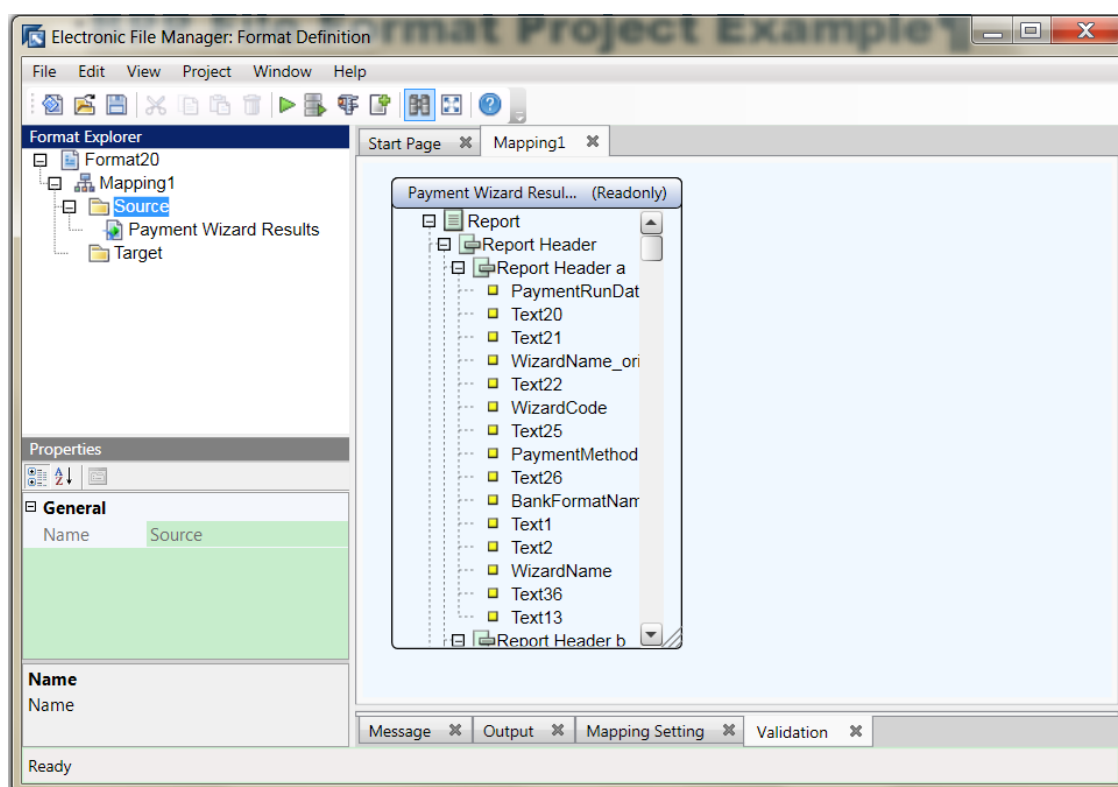 Format Project Example
Electronic File Manager: Format Definition
File Edit View Project Window Help
Format Explorer
Format20
Mapping1
Source
Payment Wizard Results
Target
Properties
General
Name Source
Name
Name
Start Page Mapping1
Payment Wizard Resul... (Readonly)
Report
Report Header
Report Header a
PaymentRunDat
Text20
Text21
WizardName_ori
Text22
WizardCode
Text25
PaymentMethod
Text26
BankFormatNam
Text1
Text2
WizardName
Text36
Text13
Report Header b
Message Output Mapping Setting Validation
Ready